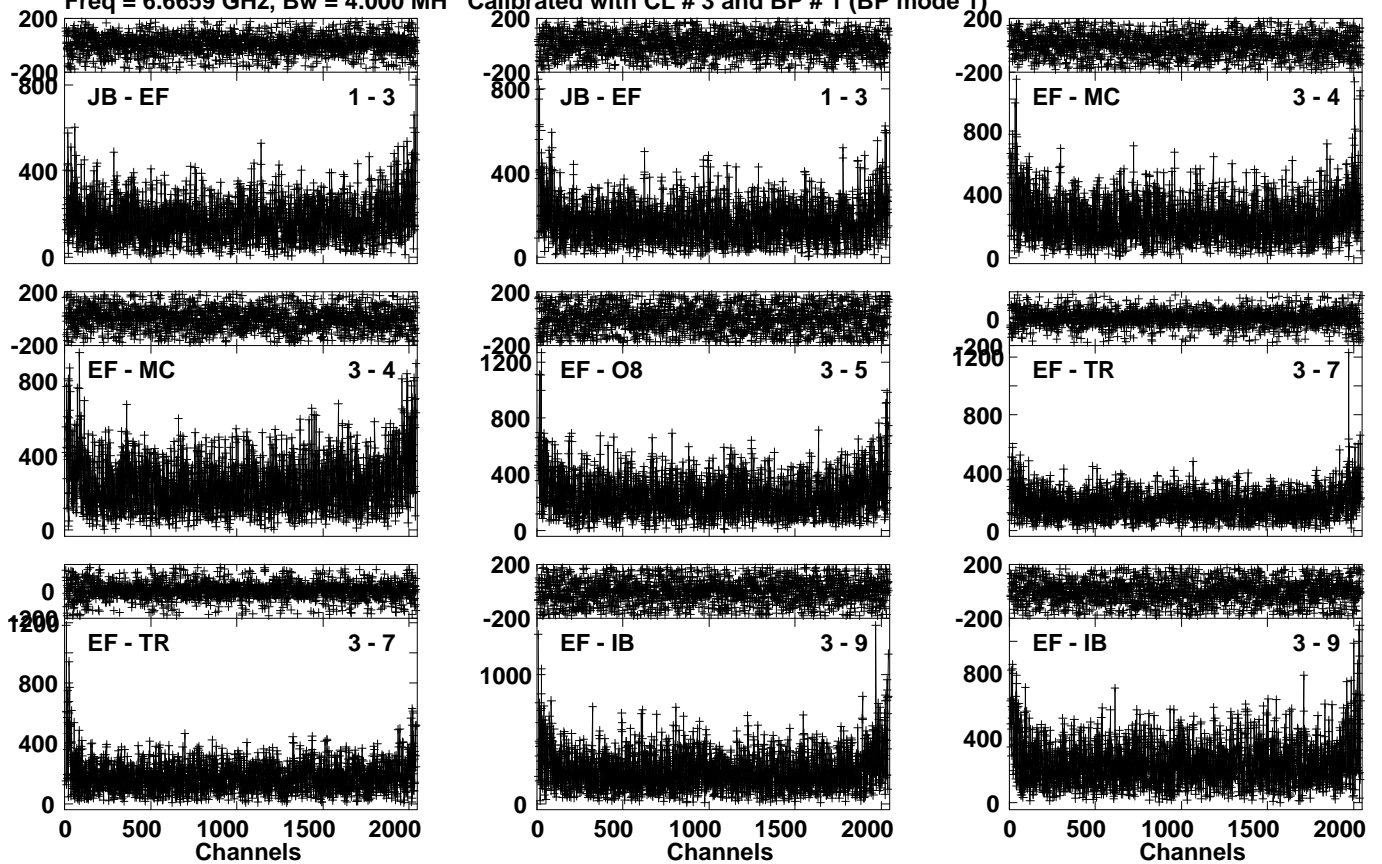 Freq = 6.6659 GHz, Bw = 4.000 MH Calibrated with CL # 3 and BP # 1 (BP mode 1)
200 200 200
-200 -200 -200
800 JB - EF 1 - 3 800 JB - EF 1 - 3 EF - MC 3 - 4
800
400 400 400
0 0 0
200 200 0
-200 -200 -200
800 EF - MC 3 - 4 1200 EF - O8 3 - 5 1200 EF - TR 3 - 7
800 800
400 400 400
0 0 0
0 200 200
-200 -200 -200
1200 EF - TR 3 - 7 EF - IB 3 - 9 EF - IB 3 - 9
800 1000 800
400 400
0 0 0
0 500 1000 1500 2000 0 500 1000 1500 2000 0 500 1000 1500 2000
Channels Channels Channels